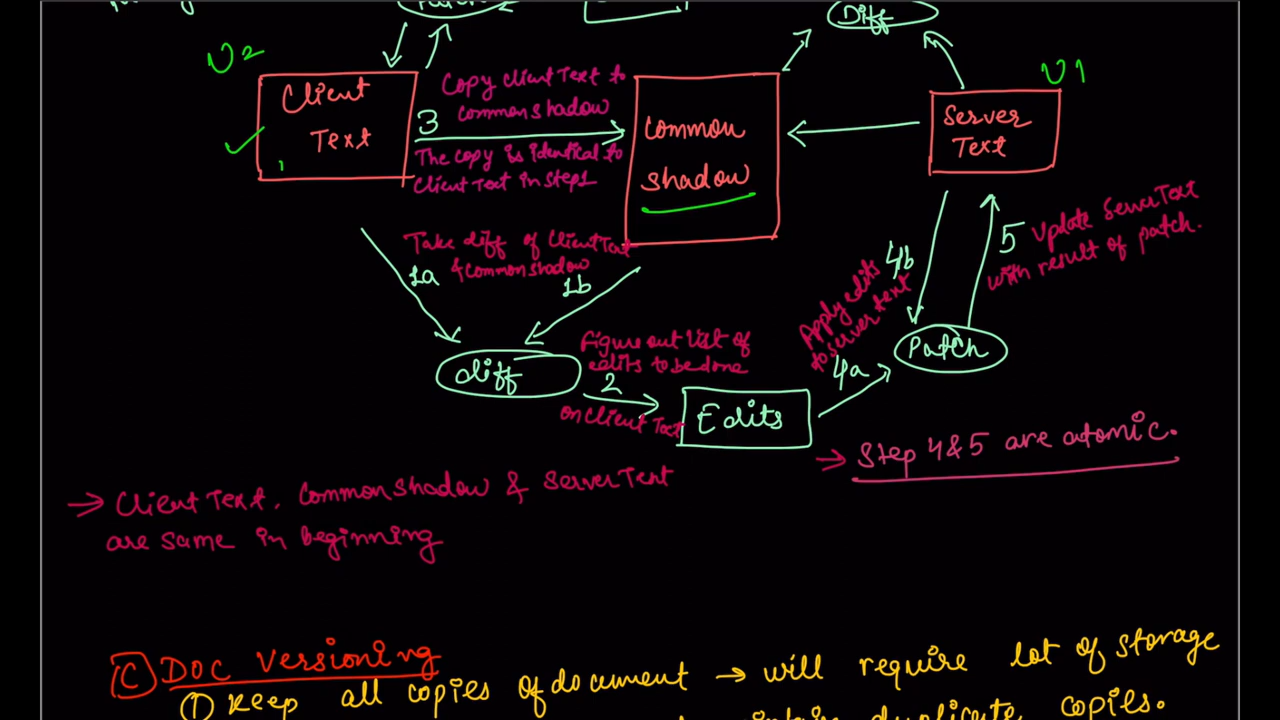 Diff
V2
V1
Client
Text
Copy Client Text to
common shadow
3
The copy is identical to
Client Text in Step1
Common
shadow
Server
Text
Take diff of Client Text
& common shadow
1a
1b
4b
Apply edits
to server text
5 Update Server Text
with result of patch.
diff
Figure out list of
edits to be done
2
on Client Text
Edits
4a
Patch
→ Step 4&5 are atomic.
→ Client Text, Common shadow & Server Text
are same in beginning
C Doc Versioning
① Keep all copies of document → will require lot of storage
duplicate copies.